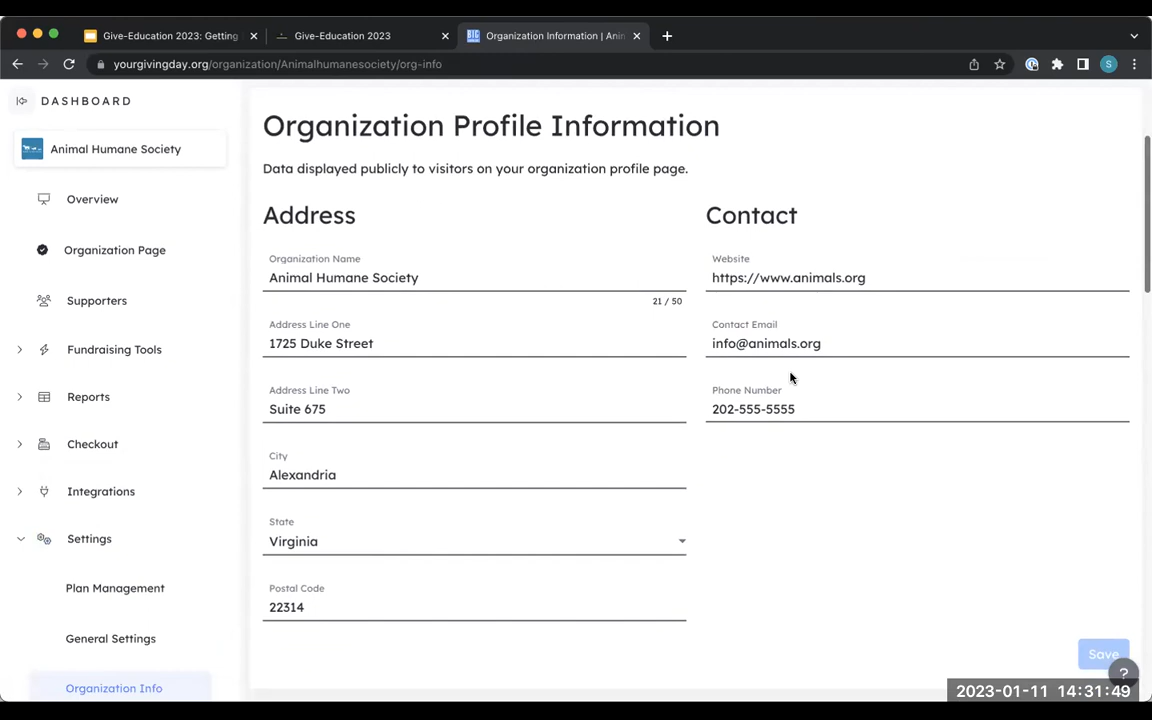 Give-Education 2023: Getting
Give-Education 2023
BIG
Organization Information | Anim
yourgivingday.org/organization/Animalhumanesociety/org-info
S
DASHBOARD
Animal Humane Society
Overview
Organization Page
Supporters
Fundraising Tools
Reports
Checkout
Integrations
Settings
Plan Management
General Settings
Organization Info
Organization Profile Information
Data displayed publicly to visitors on your organization profile page.
Address
Organization Name
Animal Humane Society
21 / 50
Address Line One
1725 Duke Street
Address Line Two
Suite 675
City
Alexandria
State
Virginia
Postal Code
22314
Contact
Website
https://www.animals.org
Contact Email
info@animals.org
Phone Number
202-555-5555
Save
?
2023-01-11 14:31:49